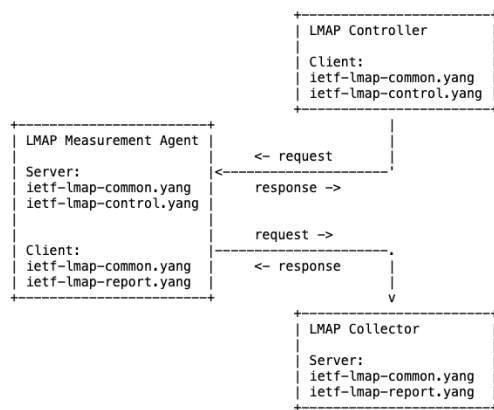 LMAP Controller
Client:
ietf-lmap-common.yang
ietf-lmap-control.yang
LMAP Measurement Agent
<- request
Server:
ietf-lmap-common.yang
response ->
ietf-lmap-control.yang
request ->
Client:
ietf-lmap-common.yang
<- response
ietf-lmap-report.yang
LMAP Collector
Server:
ietf-lmap-common.yang
ietf-lmap-report.yang